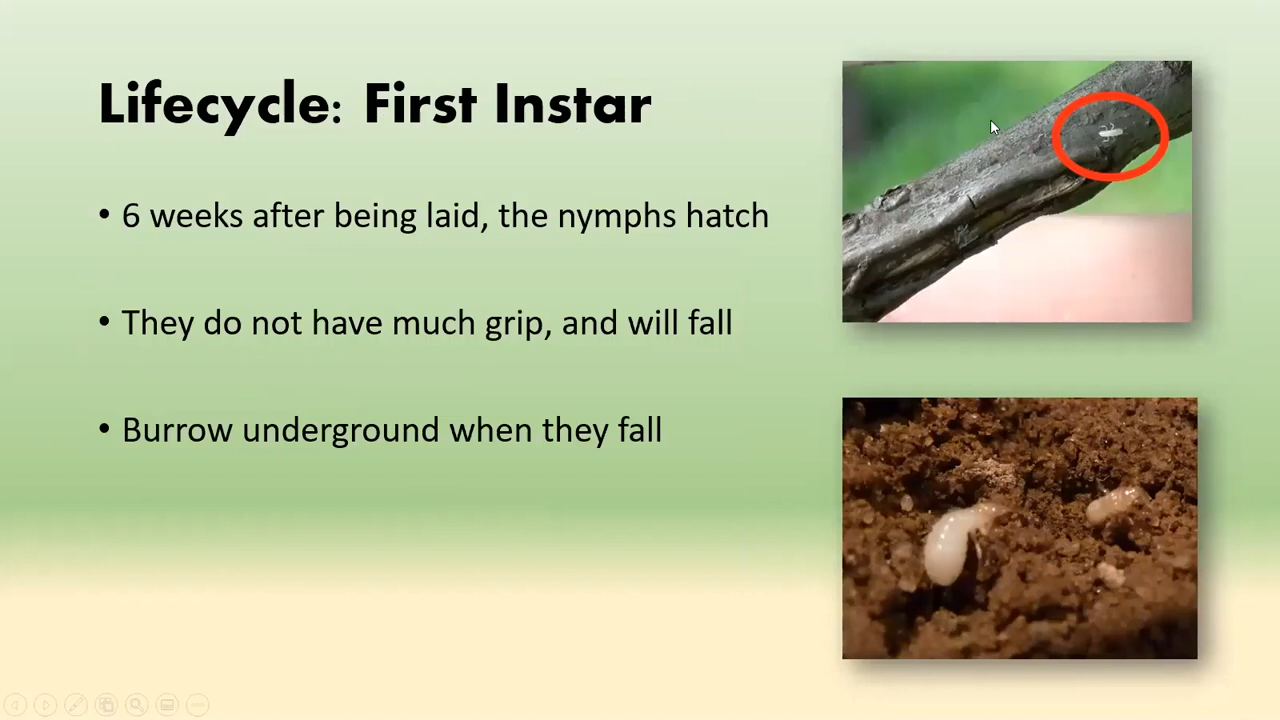 Lifecycle: First Instar
• 6 weeks after being laid, the nymphs hatch
• They do not have much grip, and will fall
• Burrow underground when they fall